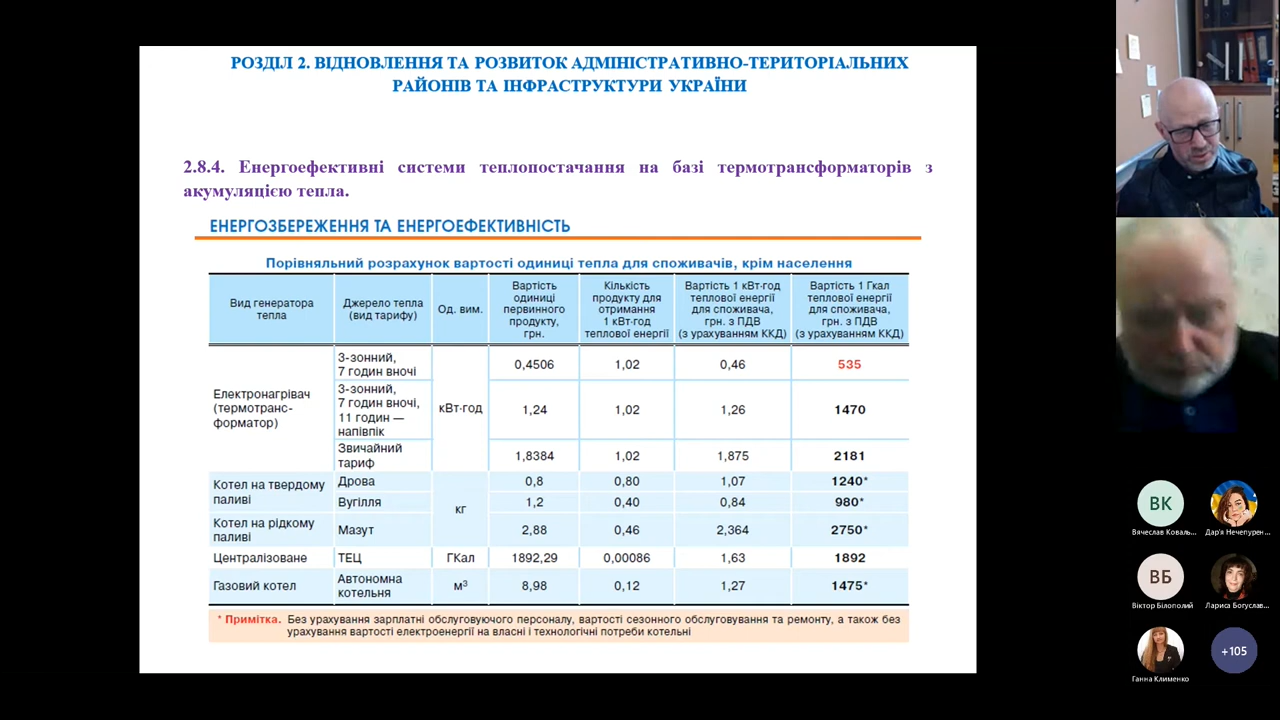 РОЗДІЛ 2. ВІДНОВЛЕННЯ ТА РОЗВИТОК АДМІНІСТРАТИВНО-ТЕРИТОРІАЛЬНИХ
РАЙОНІВ ТА ІНФРАСТРУКТУРИ УКРАЇНИ
2.8.4. Енергоефективні системи теплопостачання на базі термотрансформаторів з
акумуляцією тепла.
ЕНЕРГОЗБЕРЕЖЕННЯ ТА ЕНЕРГОЕФЕКТИВНІСТЬ
Порівняльний розрахунок вартості одиниці тепла для споживачів, крім населення
Вид генератора
тепла
Джерело тепла
(вид тарифу)
Од. вим.
Вартість
одиниці
первинного
продукту,
грн.
Кількість
продукту для
отримання
1 кВт·год
теплової енергії
Вартість 1 кВт·год
теплової енергії
для споживача,
грн. з ПДВ
(з урахуванням ККД)
Вартість 1 Гкал
теплової енергії
для споживача,
грн. з ПДВ
(з урахуванням ККД)
Електронагрівач
(термотранс-
форматор)
3-зонний,
7 годин вночі
кВт·год
0,4506
1,02
0,46
535
3-зонний,
7 годин вночі,
11 годин —
напівпік
1,24
1,02
1,26
1470
Звичайний
тариф
1,8384
1,02
1,875
2181
Котел на твердому
паливі
Дрова
кг
0,8
0,80
1,07
1240*
Вугілля
1,2
0,40
0,84
980*
Котел на рідкому
паливі
Мазут
2,88
0,46
2,364
2750*
Централізоване
ТЕЦ
ГКал
1892,29
0,00086
1,63
1892
Газовий котел
Автономна
котельня
м³
8,98
0,12
1,27
1475*
* Примітка. Без урахування зарплатні обслуговуючого персоналу, вартості сезонного обслуговування та ремонту, а також без
урахування вартості електроенергії на власні і технологічні потреби котельні
ВК
Вячеслав Коваль...
Дар'я Нечепурен...
ВБ
Віктор Білополий
Лариса Богуслав...
Ганна Клименко
+105